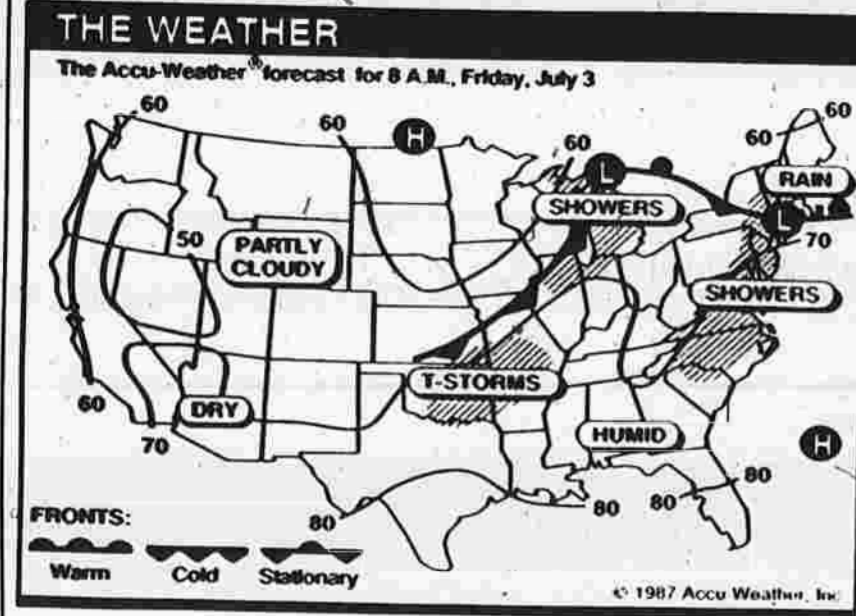 THE WEATHER
The Accu-Weather® forecast for 8 A.M., Friday, July 3
60
60
H
60
L
60
60
RAIN
SHOWERS
L
70
50
PARTLY
CLOUDY
SHOWERS
T-STORMS
60
DRY
70
HUMID
H
80
80
80
80
FRONTS:
Warm
Cold
Stationary
© 1987 Accu Weather, Inc